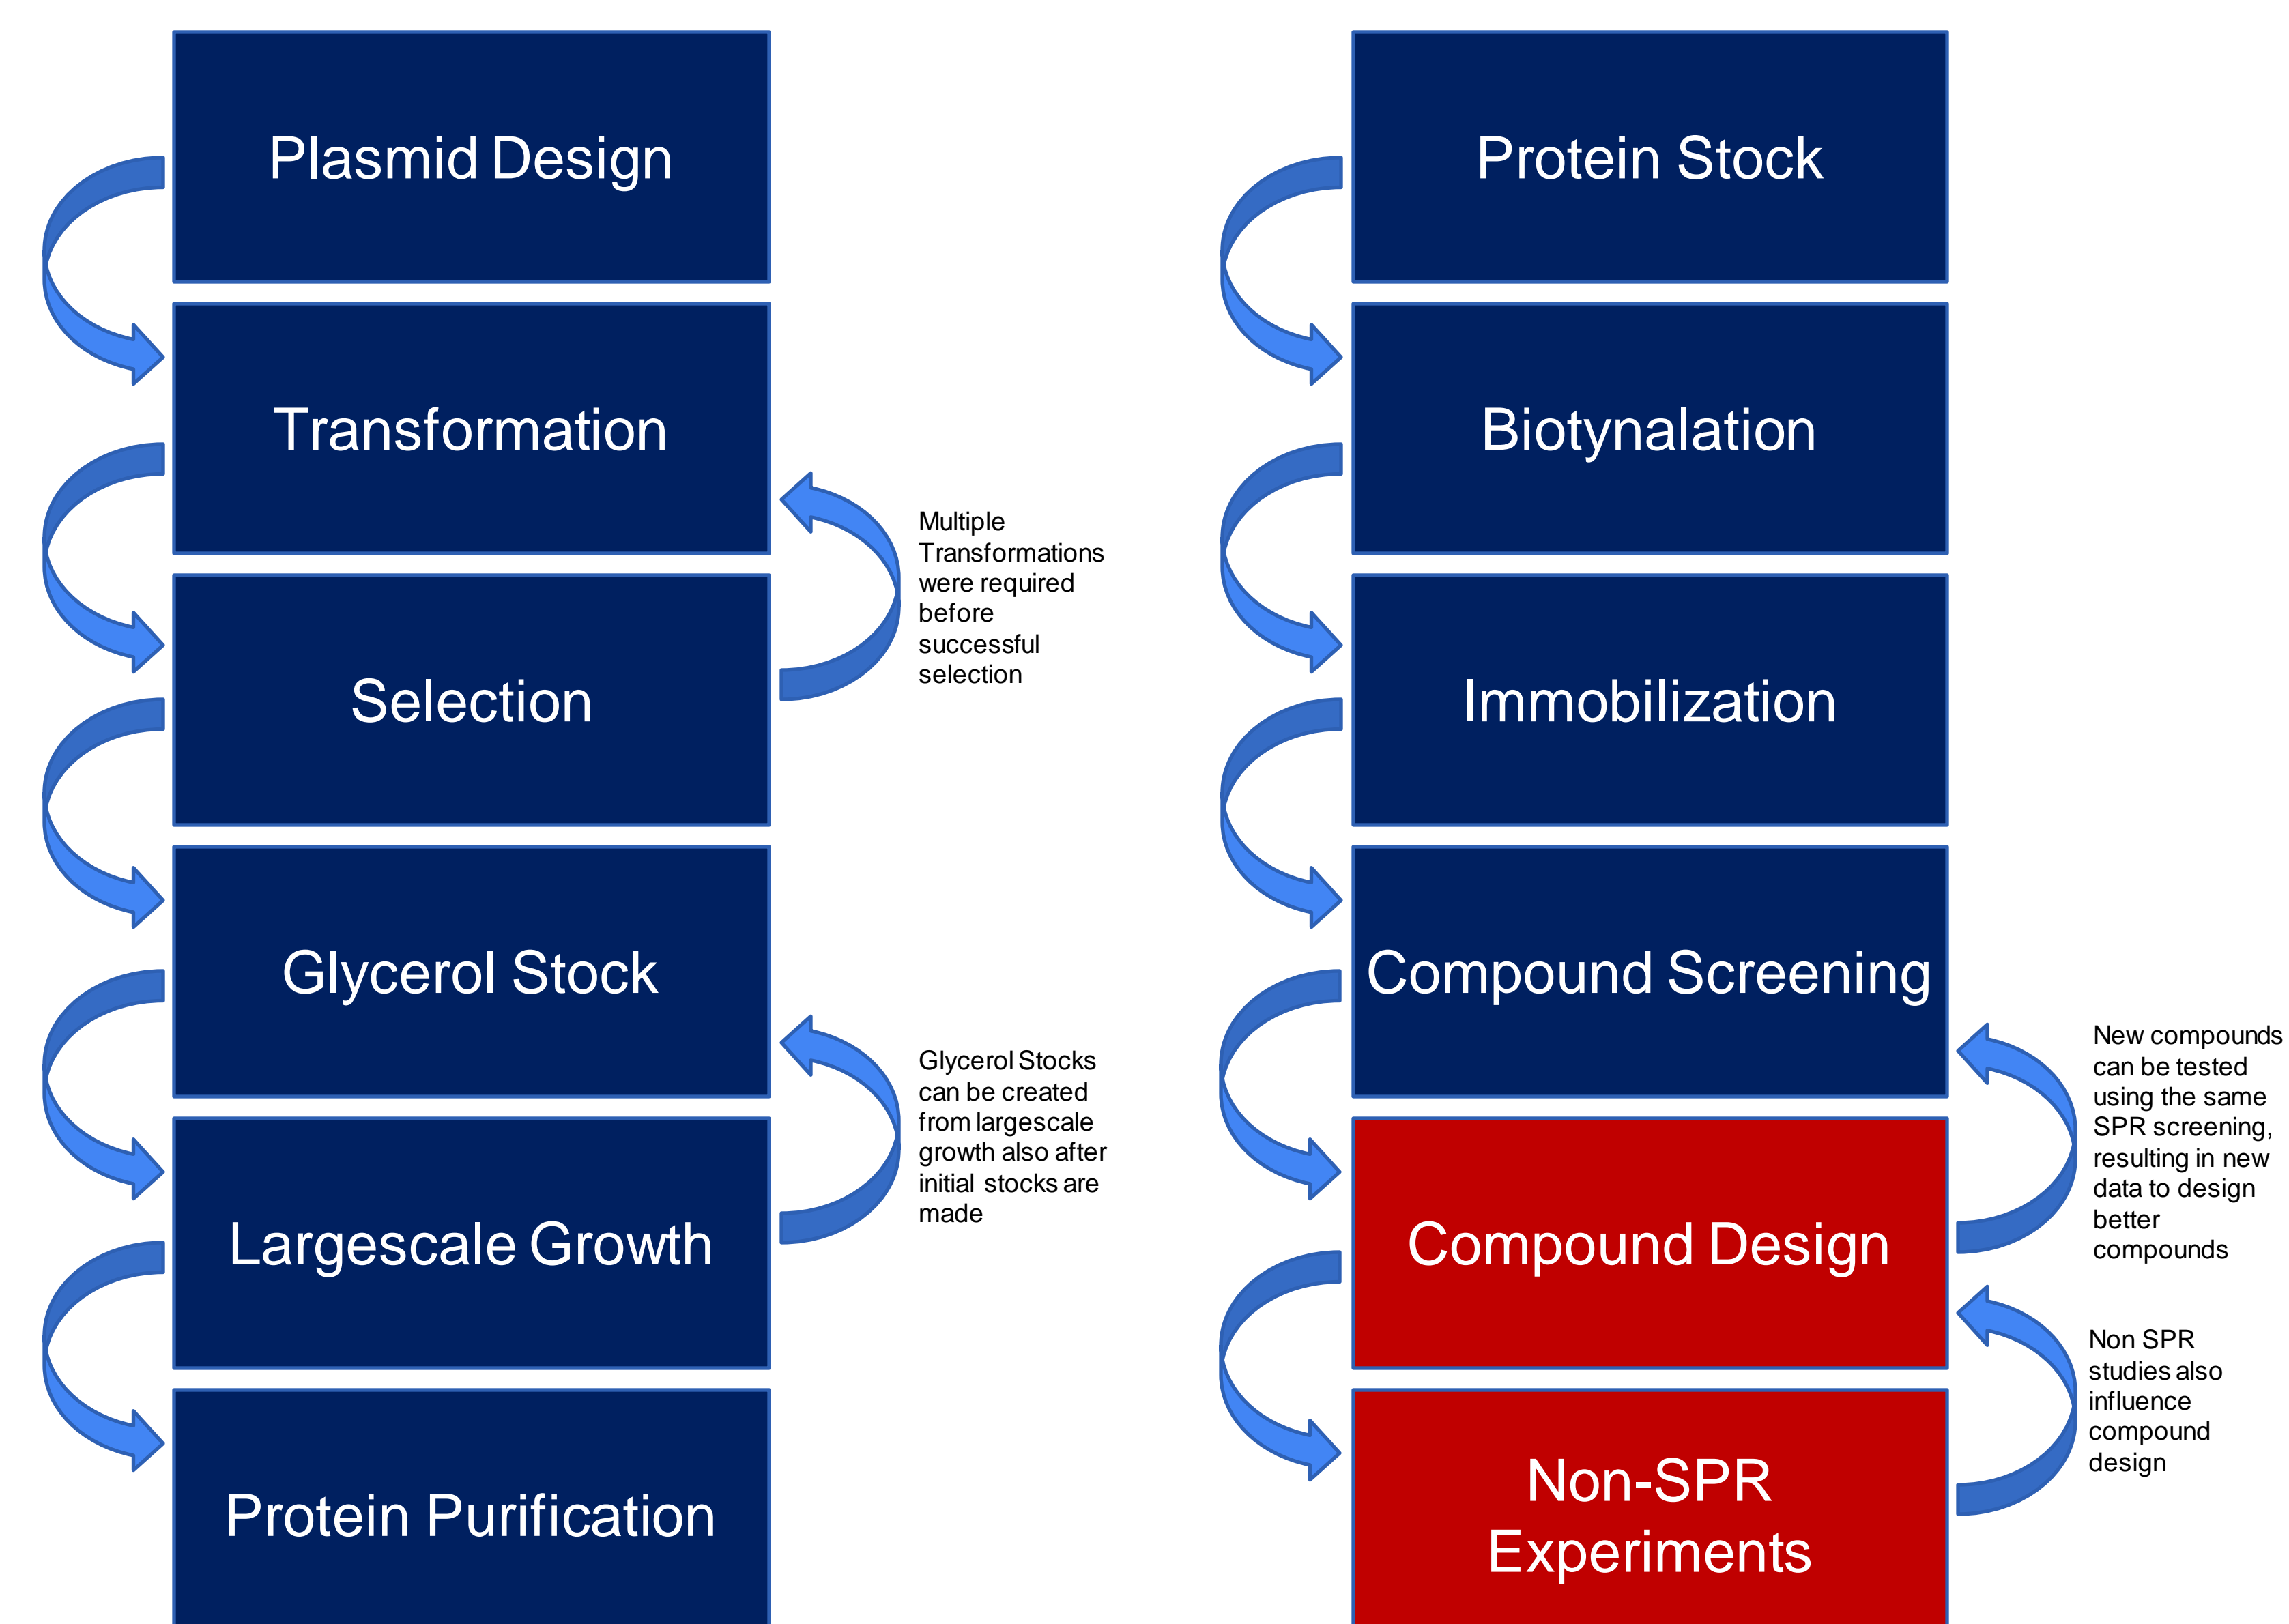 Plasmid Design
Transformation
Selection
Glycerol Stock
Largescale Growth
Protein Purification
Multiple
Transformations
were required
before
successful
selection
Glycerol Stocks
can be created
from largescale
growth also after
initial stocks are
made
Protein Stock
Biotynalation
Immobilization
Compound Screening
Compound Design
Non-SPR
Experiments
New compounds
can be tested
using the same
SPR screening,
resulting in new
data to design
better
compounds
Non SPR
studies also
influence
compound
design